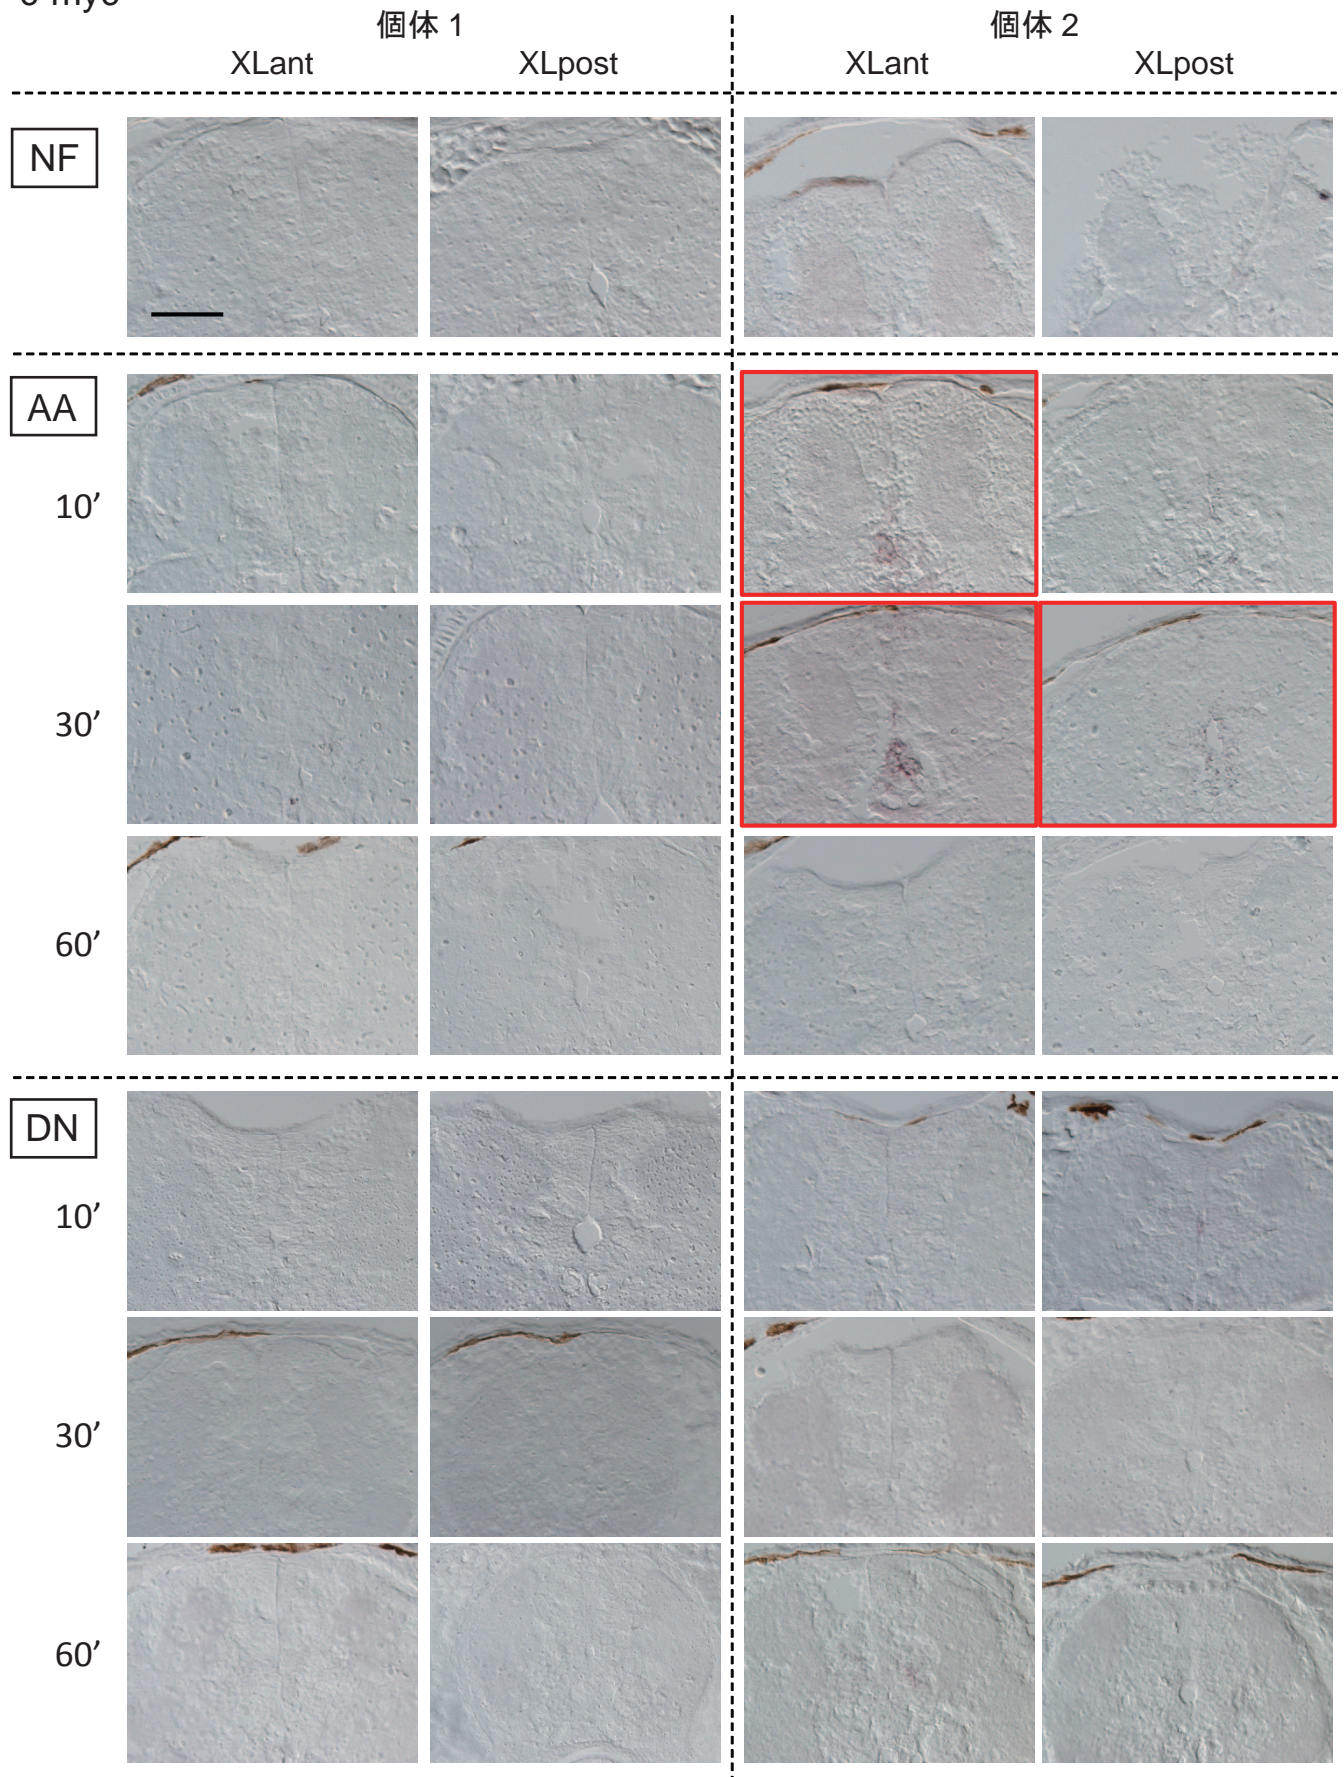 個体 1 個体 2
XLant XLpost XLant XLpost
NF
AA
10’
30’
60’
DN
10’
30’
60’